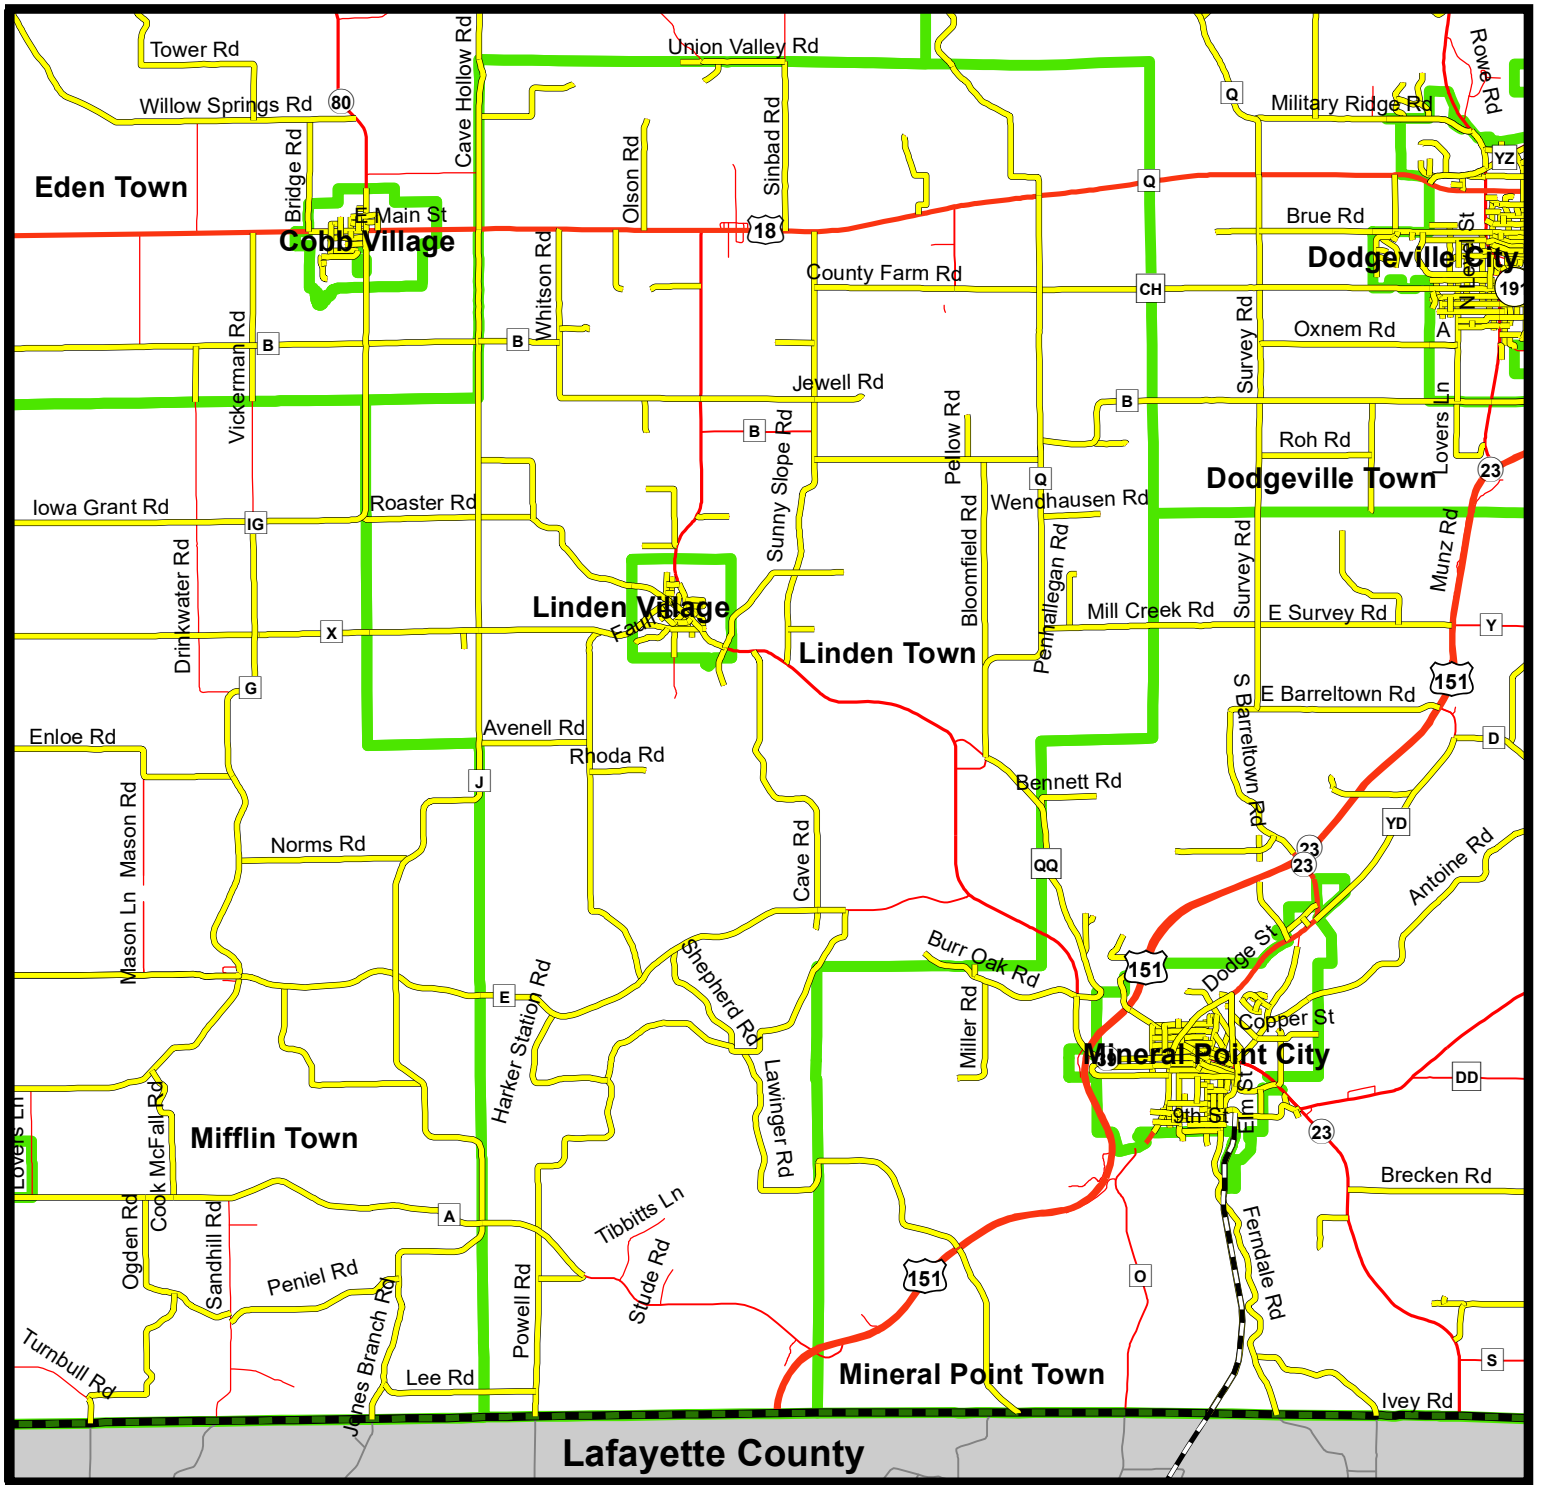 Tower Rd
Union Valley Rd
Cave Hollow Rd
Rowe Rd
Willow Springs Rd
80
Q
Military Ridge Rd
Bridge Rd
Olson Rd
Sinbad Rd
YZ
Eden Town
Q
E Main St
Brue Rd
18
Cobb Village
Whitson Rd
County Farm Rd
Dodgeville City
N Level St
CH
191
Vickerman Rd
B
B
Survey Rd
Oxnem Rd
A
Jewell Rd
B
Pellow Rd
Lovers Ln
B
Sunny Slope Rd
Roh Rd
23
Q
Dodgeville Town
Iowa Grant Rd
IG
Roaster Rd
Wendhausen Rd
Bloomfield Rd
Penhallegan Rd
Survey Rd
Munz Rd
Drinkwater Rd
Linden Village
Mill Creek Rd
E Survey Rd
Y
X
Linden Town
G
151
S Barreltown Rd
E Barreltown Rd
Enloe Rd
Avenell Rd
Rhoda Rd
D
J
Bennett Rd
Mason Rd
YD
Norms Rd
Cave Rd
QQ
23
23
Antoine Rd
Mason Ln
Shepherd Rd
Burr Oak Rd
Dodge St
151
E
Harker Station Rd
Miller Rd
Copper St
Mineral Point City
39
Lawinger Rd
DD
Elm St
9th St
Lovers Ln
Cook McFall Rd
Mifflin Town
23
Brecken Rd
Ogden Rd
Sandhill Rd
A
Tibbitts Ln
Ferndale Rd
Peniel Rd
Stude Rd
151
O
Powell Rd
Turnbull Rd
Jones Branch Rd
Lee Rd
Mineral Point Town
S
Ivey Rd
Lafayette County